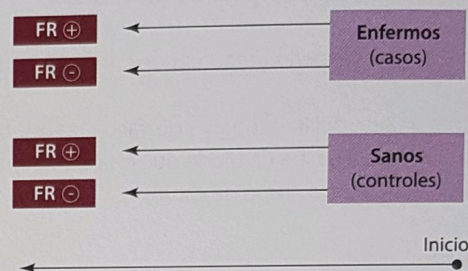 FR ⊕
FR ⊖
Enfermos
(casos)
FR ⊕
FR ⊖
Sanos
(controles)
Inicio